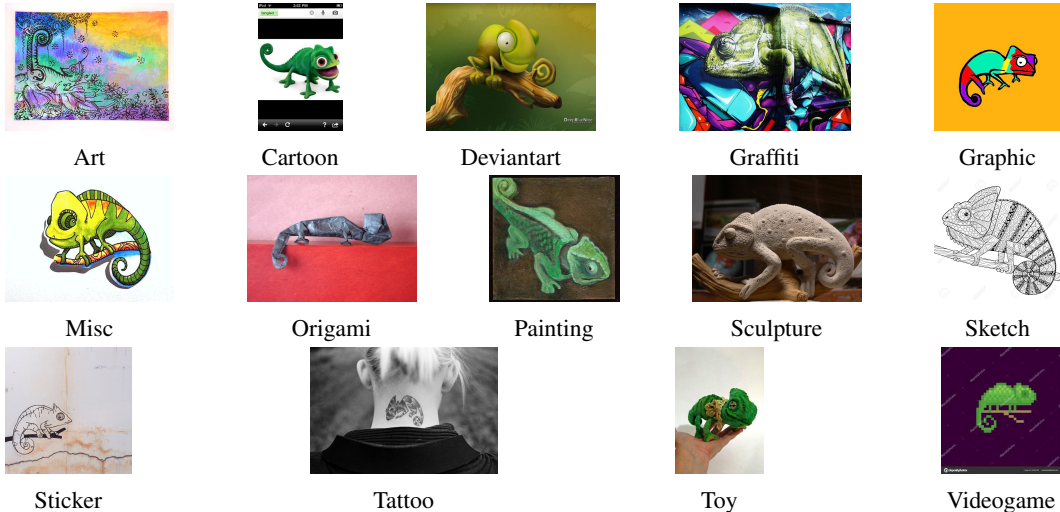 Art
Cartoon
Deviantart
Graffiti
Graphic
Misc
Origami
Painting
Sculpture
Sketch
Sticker
Tattoo
Toy
Videogame